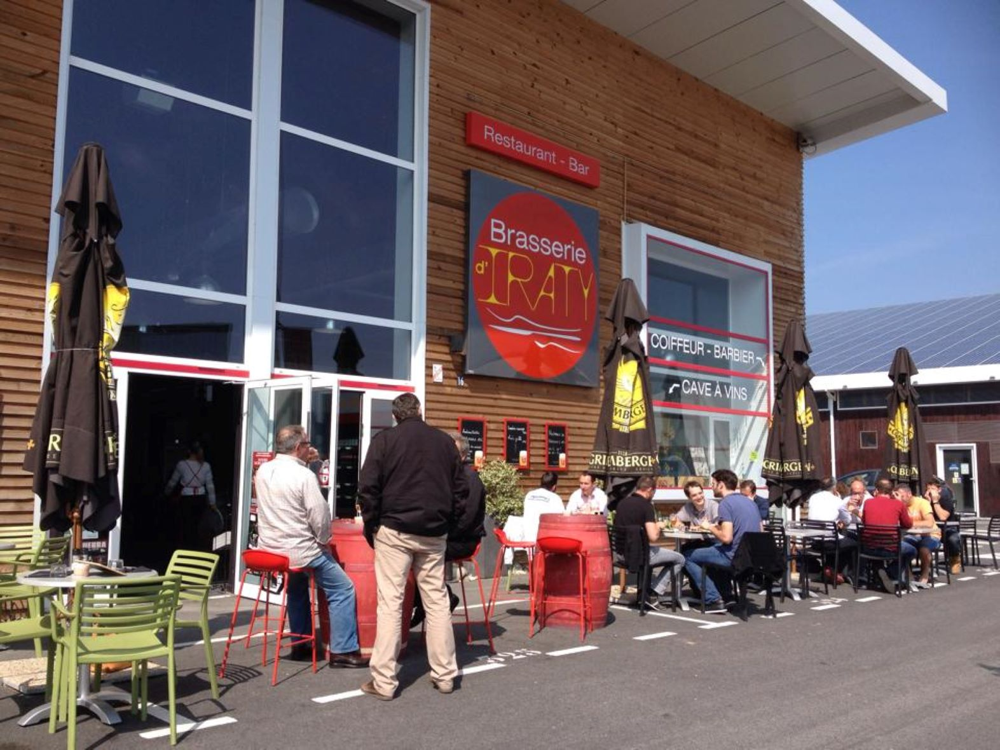 Restaurant - Bar
Brasserie
d'IRATY
COIFFEUR - BARBIER
CAVE À VINS
GRIMBERGEN
GRIMBERGEN